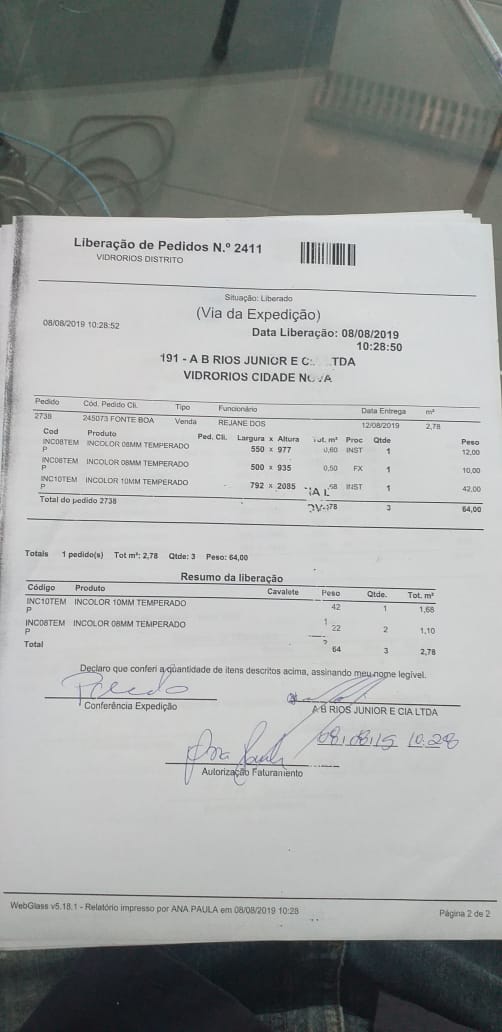 Liberação de Pedidos N.º 2411
VIDRORIOS DISTRITO
Situação: Liberado
(Via da Expedição)
08/08/2019 10:28:52
Data Liberação: 08/08/2019
10:28:50
191 - A B RIOS JUNIOR E C LTDA
VIDRORIOS CIDADE NOVA
Pedido Cód. Pedido Cli. Tipo Funcionário Data Entrega m²
2738 245073 FONTE BOA Venda REJANE DOS 12/08/2019 2,78
Cod Produto Ped. Cli. Largura x Altura Tot. m² Proc Qtde Peso
INC08TEM INCOLOR 08MM TEMPERADO 550 x 977 0,60 INST 1 12,00
P
INC08TEM INCOLOR 08MM TEMPERADO 500 x 935 0,50 FX 1 10,00
P
INC10TEM INCOLOR 10MM TEMPERADO 792 x 2085 INST 1 42,00
P
Total do pedido 2738 3 64,00
Totais 1 pedido(s) Tot m²: 2,78 Qtde: 3 Peso: 64,00
Resumo da liberação
Código Produto Cavalete Peso Qtde. Tot. m²
INC10TEM INCOLOR 10MM TEMPERADO 42 1 1,68
P
INC08TEM INCOLOR 08MM TEMPERADO 22 2 1,10
P
Total 64 3 2,78
Declaro que conferi a quantidade de itens descritos acima, assinando meu nome legível.
Conferência Expedição
A B RIOS JUNIOR E CIA LTDA
08/08/19 10:28
Ana Paula
Autorização Faturamento
WebGlass v5.18.1 - Relatório impresso por ANA PAULA em 08/08/2019 10:28
Página 2 de 2